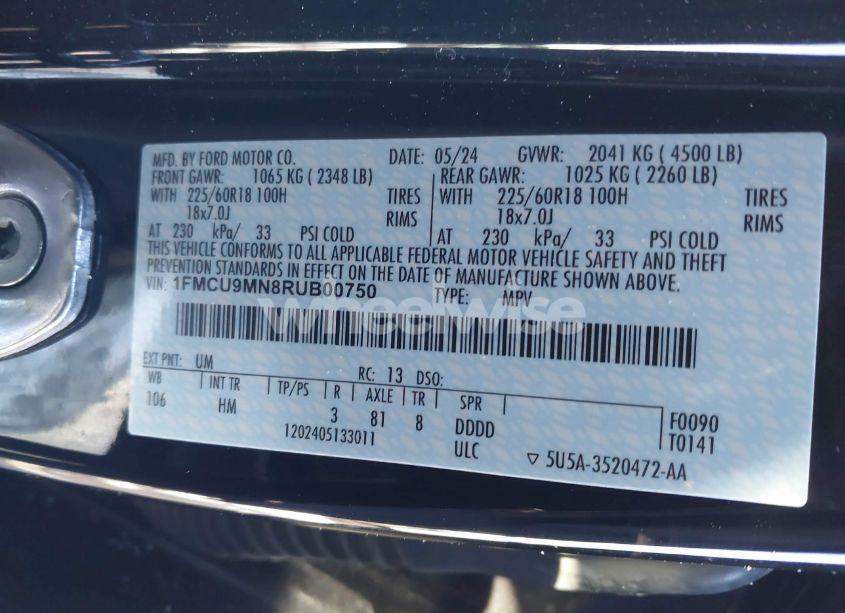 MFD. BY FORD MOTOR CO. DATE: 05/24 GVWR: 2041 KG ( 4500 LB)
FRONT GAWR: 1065 KG ( 2348 LB) REAR GAWR: 1025 KG ( 2260 LB)
WITH 225/60R18 100H TIRES WITH 225/60R18 100H TIRES
18x7.0J RIMS 18x7.0J RIMS
AT 230 kPa/ 33 PSI COLD AT 230 kPa/ 33 PSI COLD
THIS VEHICLE CONFORMS TO ALL APPLICABLE FEDERAL MOTOR VEHICLE SAFETY AND THEFT
PREVENTION STANDARDS IN EFFECT ON THE DATE OF MANUFACTURE SHOWN ABOVE.
VIN: 1FMCU9MN8RUB00750 TYPE: MPV
wheelwise
EXT PNT: UM RC: 13 DSO:
WB INT TR TP/PS R AXLE TR SPR
106 HM 3 81 8 DDDD F0090
1202405133011 ULC T0141
5U5A-3520472-AA